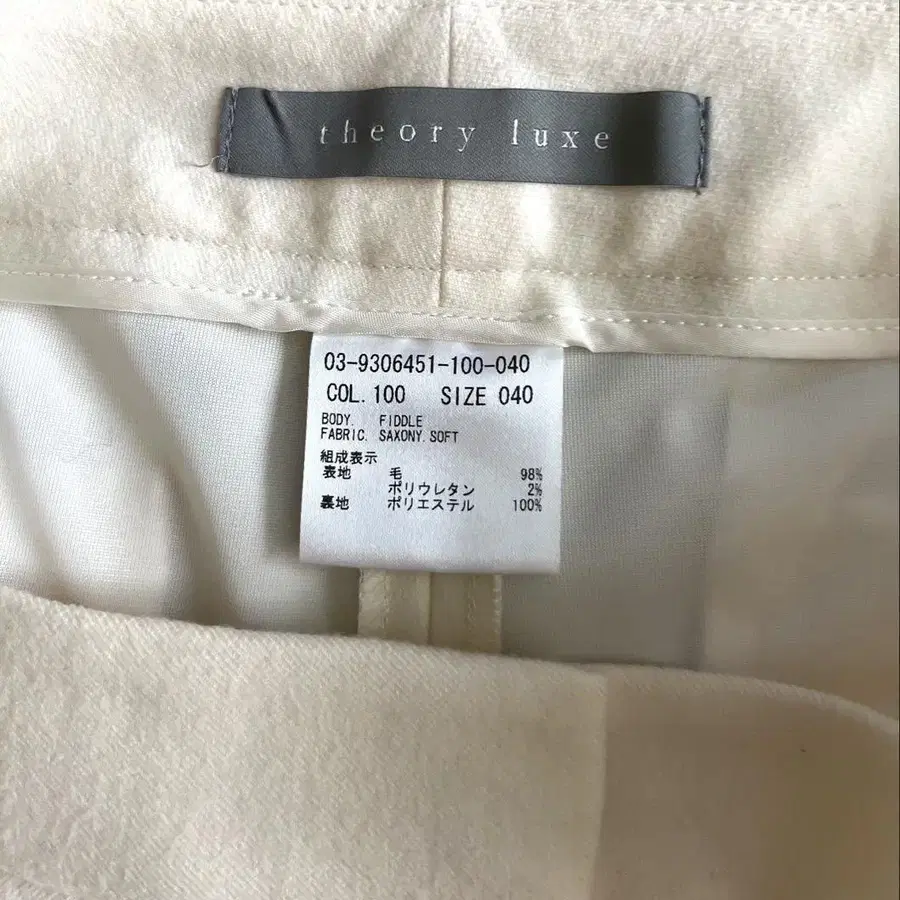 theory luxe
03-9306451-100-040
COL. 100 SIZE 040
BODY. FIDDLE
FABRIC. SAXONY.SOFT
組成表示
表地 毛 98%
ポリウレタン 2%
裏地 ポリエステル 100%